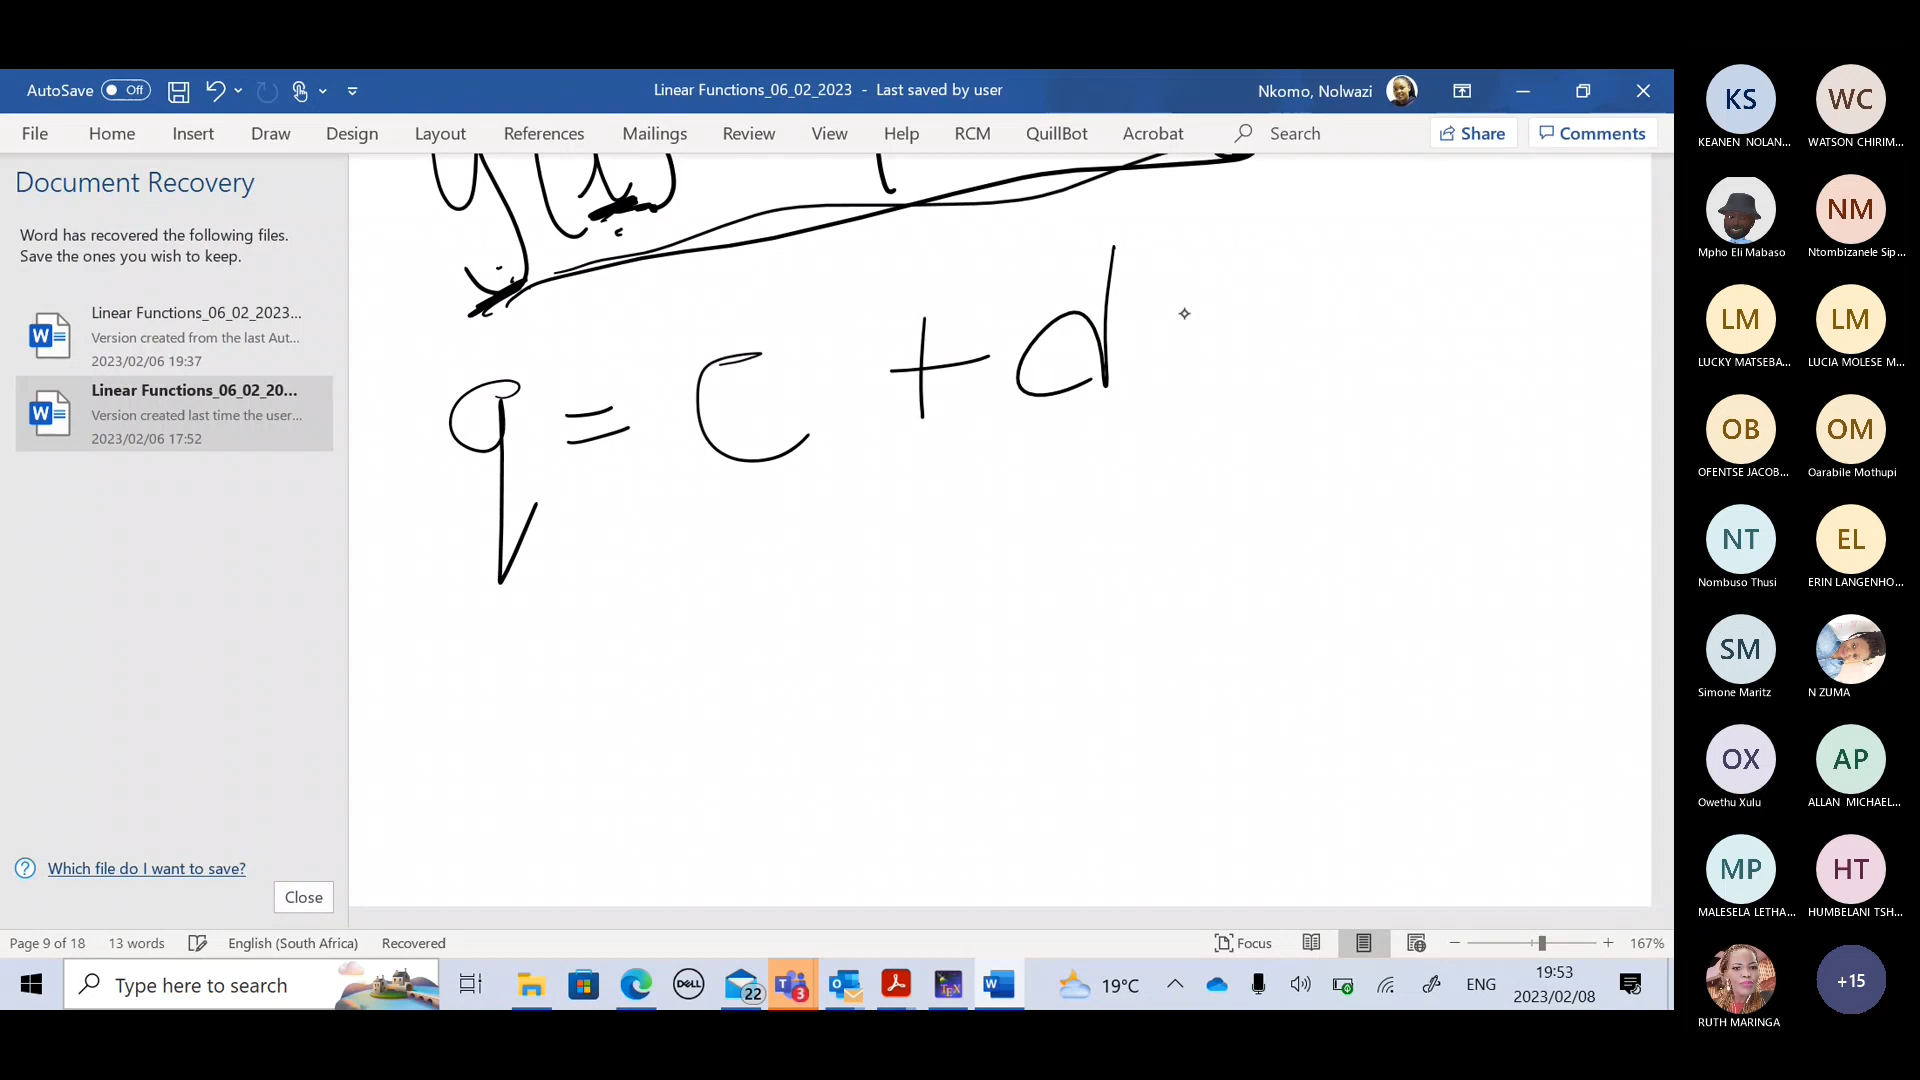 AutoSave Off
Linear Functions_06_02_2023 - Last saved by user
Nkomo, Nolwazi
File Home Insert Draw Design Layout References Mailings Review View Help RCM QuillBot Acrobat Search Share Comments
Document Recovery
Word has recovered the following files.
Save the ones you wish to keep.
Linear Functions_06_02_2023...
Version created from the last Aut...
2023/02/06 19:37
Linear Functions_06_02_20...
Version created last time the user...
2023/02/06 17:52
Which file do I want to save?
Close
q = c + d
Page 9 of 18 13 words English (South Africa) Recovered Focus 167%
Type here to search
22
3
19°C ENG
19:53
2023/02/08
KS WC
KEANEN NOLAN... WATSON CHIRIM...
NM
Mpho Eli Mabaso Ntombizanele Sip...
LM LM
LUCKY MATSEBA... LUCIA MOLESE M...
OB OM
OFENTSE JACOB... Oarabile Mothupi
NT EL
Nombuso Thusi ERIN LANGENHO...
SM
Simone Maritz N ZUMA
OX AP
Owethu Xulu ALLAN MICHAEL...
MP HT
MALESELA LETHA... HUMBELANI TSH...
+15
RUTH MARINGA